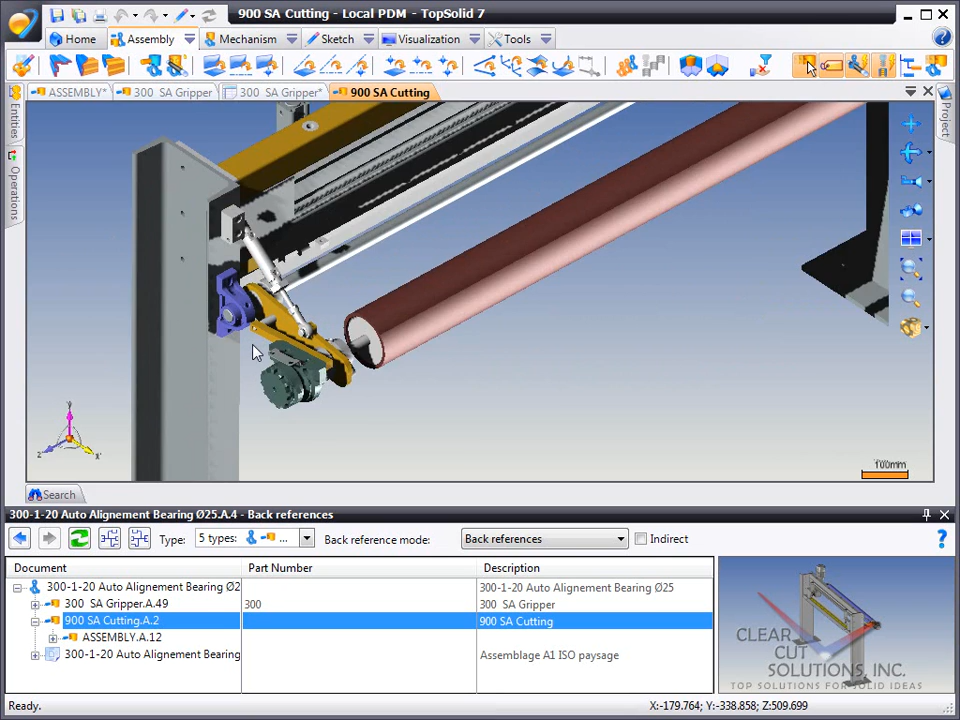 900 SA Cutting - Local PDM - TopSolid 7
Home
Assembly
Mechanism
Sketch
Visualization
Tools
ASSEMBLY*
300 SA Gripper
300 SA Gripper*
900 SA Cutting
Entities
Operations
Project
Y
Z
X
100mm
Search
300-1-20 Auto Alignement Bearing Ø25.A.4 - Back references
Type: 5 types: ... Back reference mode: Back references Indirect
Document Part Number Description
300-1-20 Auto Alignement Bearing Ø2 300-1-20 Auto Alignement Bearing Ø25
300 SA Gripper.A.49 300 300 SA Gripper
900 SA Cutting.A.2 900 SA Cutting
ASSEMBLY.A.12
300-1-20 Auto Alignement Bearing Assemblage A1 ISO paysage
CLEAR
CUT
SOLUTIONS, INC.
TOP SOLUTIONS FOR SOLID IDEAS
Ready. X:-179.764; Y:-338.858; Z:509.699